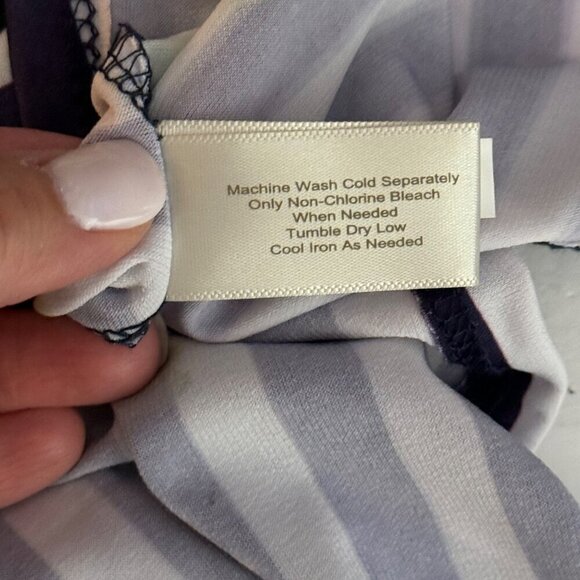 Machine Wash Cold Separately
Only Non-Chlorine Bleach
When Needed
Tumble Dry Low
Cool Iron As Needed